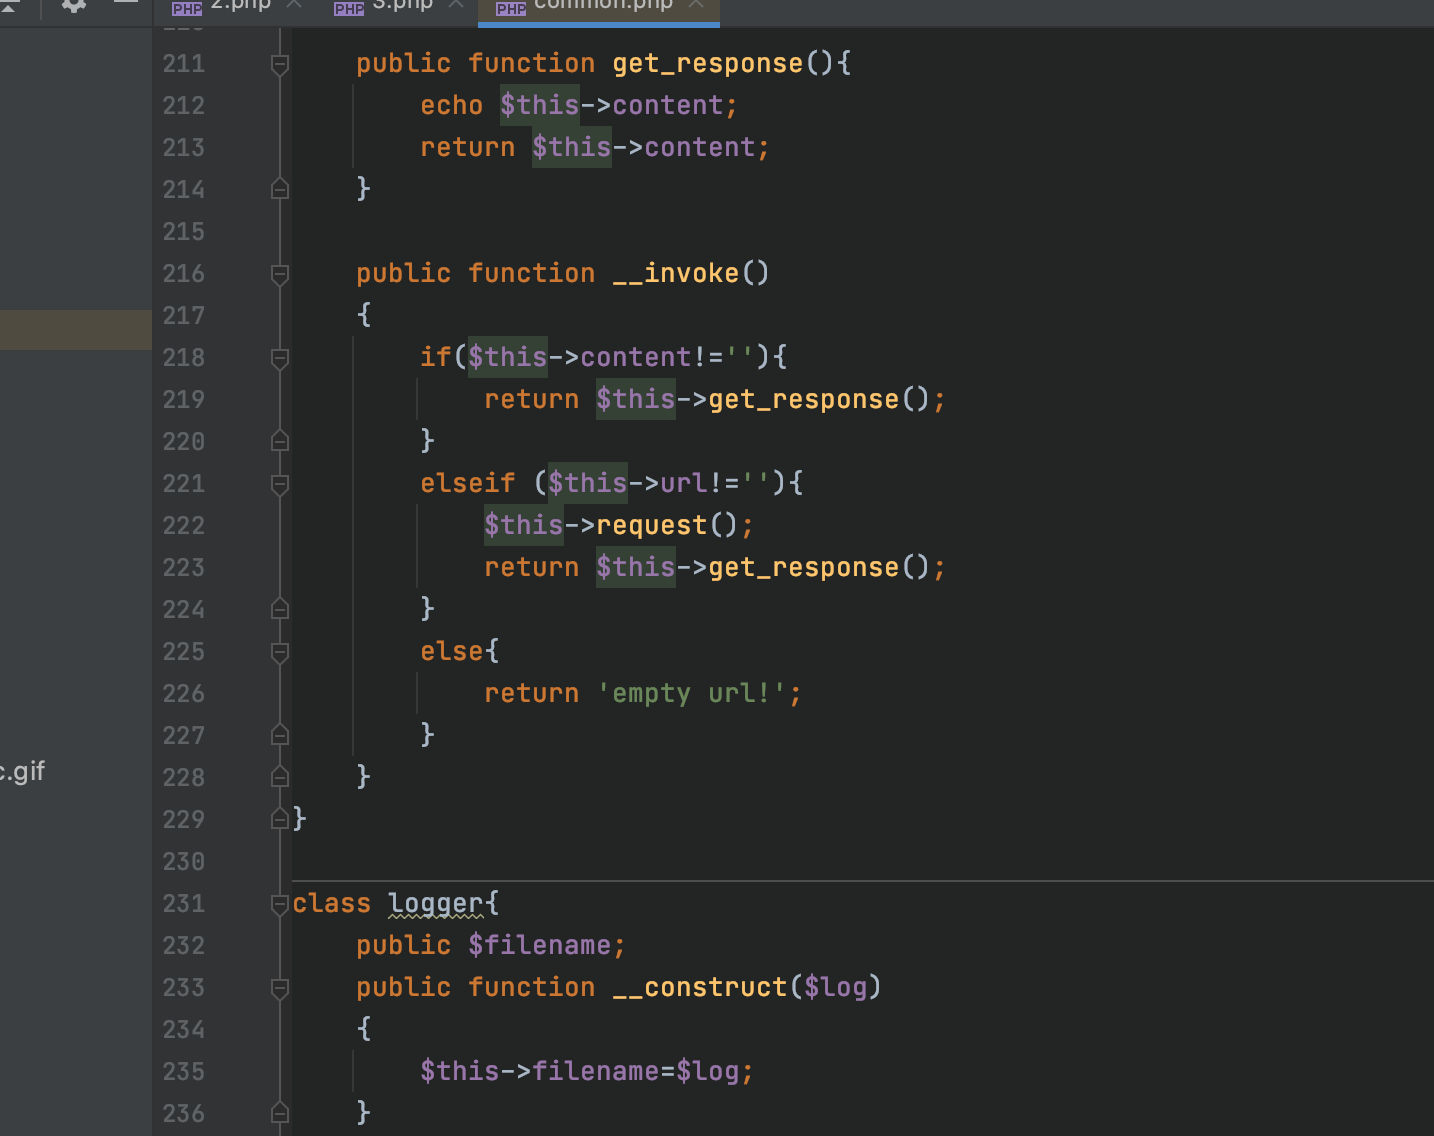 PHP 2.php PHP 3.php PHP common.php
211 public function get_response(){
212 echo $this->content;
213 return $this->content;
214 }
215
216 public function __invoke()
217 {
218 if($this->content!=''){
219 return $this->get_response();
220 }
221 elseif ($this->url!=''){
222 $this->request();
223 return $this->get_response();
224 }
225 else{
226 return 'empty url!';
227 }
c.gif
228 }
229 }
230
231 class logger{
232 public $filename;
233 public function __construct($log)
234 {
235 $this->filename=$log;
236 }